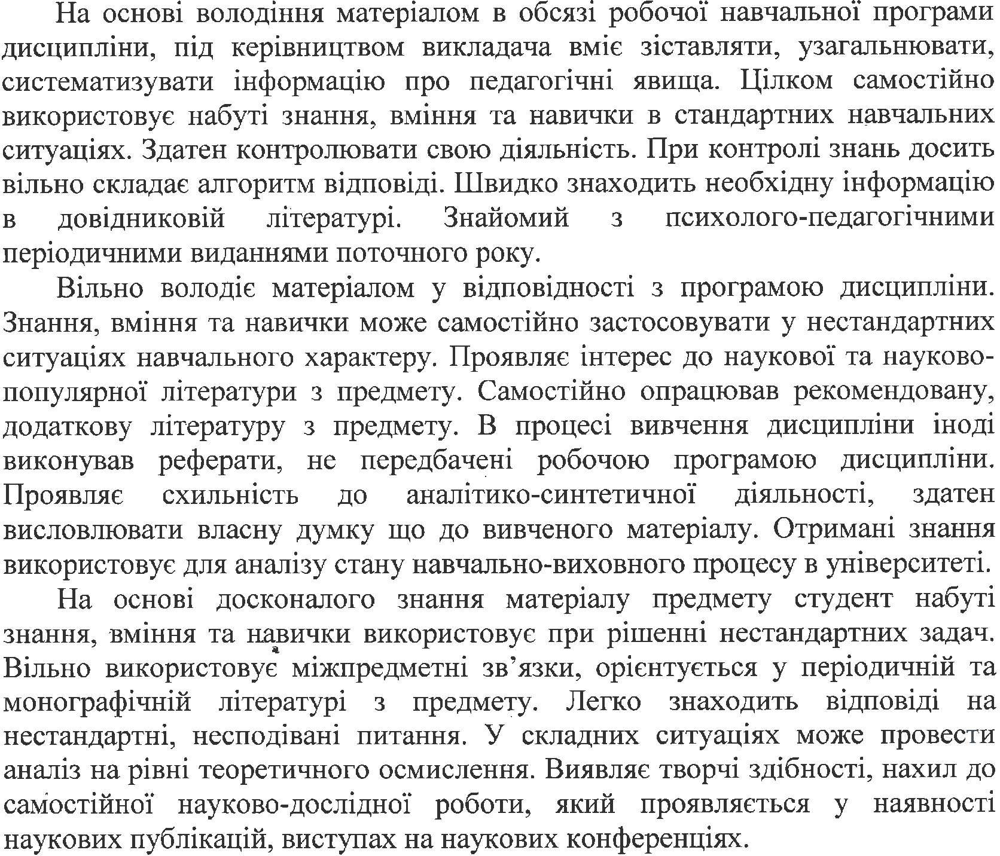 На основі володіння матеріалом в обсязі робочої навчальної програми
дисципліни, під керівництвом викладача вміє зіставляти, узагальнювати,
систематизувати інформацію про педагогічні явища. Цілком самостійно
використовує набуті знання, вміння та навички в стандартних навчальних
ситуаціях. Здатен контролювати свою діяльність. При контролі знань досить
вільно складає алгоритм відповіді. Швидко знаходить необхідну інформацію
в довідниковій літературі. Знайомий з психолого-педагогічними
періодичними виданнями поточного року.
Вільно володіє матеріалом у відповідності з програмою дисципліни.
Знання, вміння та навички може самостійно застосовувати у нестандартних
ситуаціях навчального характеру. Проявляє інтерес до наукової та науково-
популярної літератури з предмету. Самостійно опрацював рекомендовану,
додаткову літературу з предмету. В процесі вивчення дисципліни іноді
виконував реферати, не передбачені робочою програмою дисципліни.
Проявляє схильність до аналітико-синтетичної діяльності, здатен
висловлювати власну думку що до вивченого матеріалу. Отримані знання
використовує для аналізу стану навчально-виховного процесу в університеті.
На основі досконалого знання матеріалу предмету студент набуті
знання, вміння та навички використовує при рішенні нестандартних задач.
Вільно використовує міжпредметні зв’язки, орієнтується у періодичній та
монографічній літературі з предмету. Легко знаходить відповіді на
нестандартні, несподівані питання. У складних ситуаціях може провести
аналіз на рівні теоретичного осмислення. Виявляє творчі здібності, нахил до
самостійної науково-дослідної роботи, який проявляється у наявності
наукових публікацій, виступах на наукових конференціях.